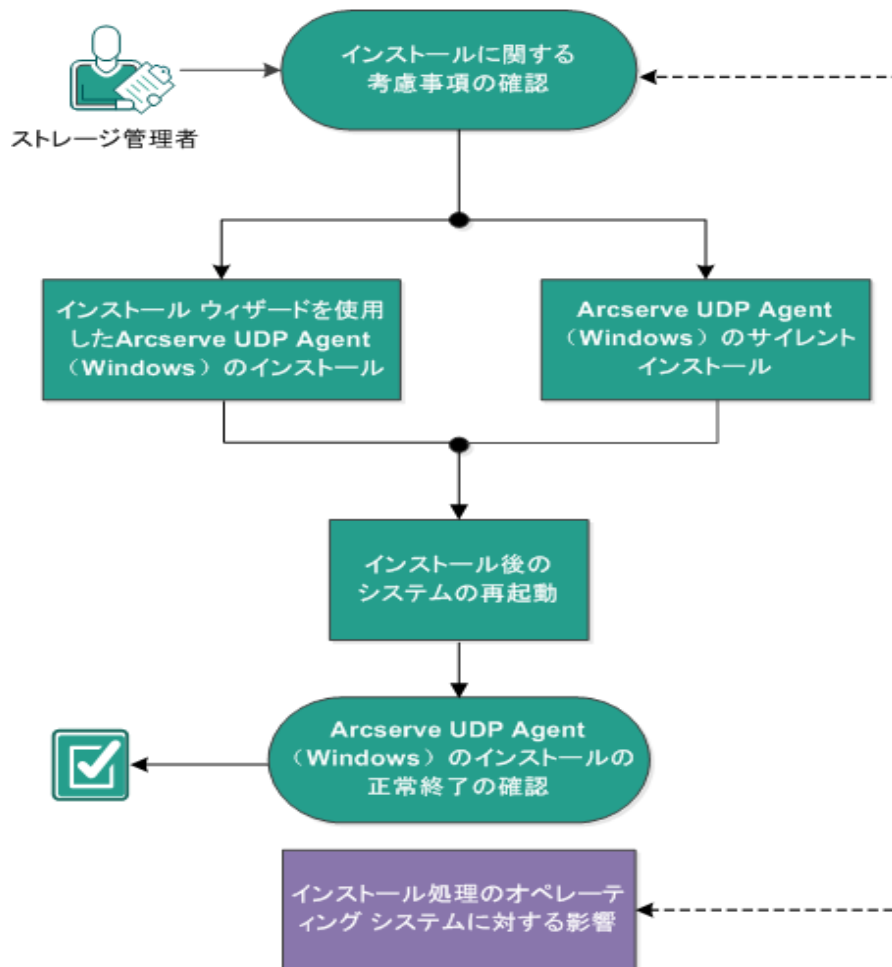 インストールに関する
考慮事項の確認
ストレージ管理者
インストール ウィザードを使用
したArcserve UDP Agent
（Windows）のインストール
Arcserve UDP Agent
（Windows）のサイレント
インストール
インストール後の
システムの再起動
Arcserve UDP Agent
（Windows）のインストールの
正常終了の確認
インストール処理のオペレーテ
ィング システムに対する影響